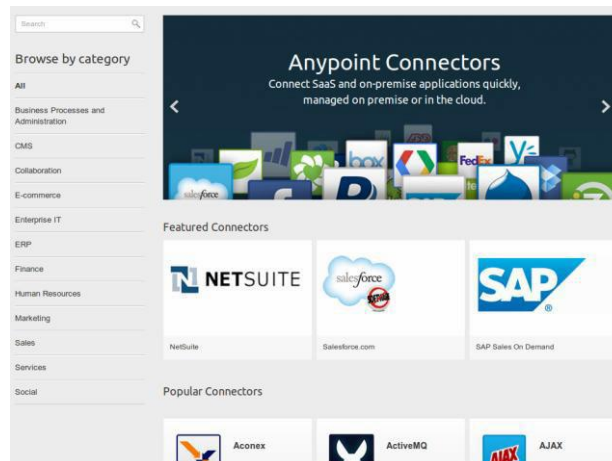 Search
Browse by category
All
Business Processes and
Administration
CMS
Collaboration
E-commerce
Enterprise IT
ERP
Finance
Human Resources
Marketing
Sales
Services
Social
Anypoint Connectors
Connect SaaS and on-premise applications quickly,
managed on premise or in the cloud.
salesforce
box
FedEx
Featured Connectors
N NETSUITE
salesforce
SOFTWARE
SAP
NetSuite
Salesforce.com
SAP Sales On Demand
Popular Connectors
Aconex
ActiveMQ
AJAX
AJAX